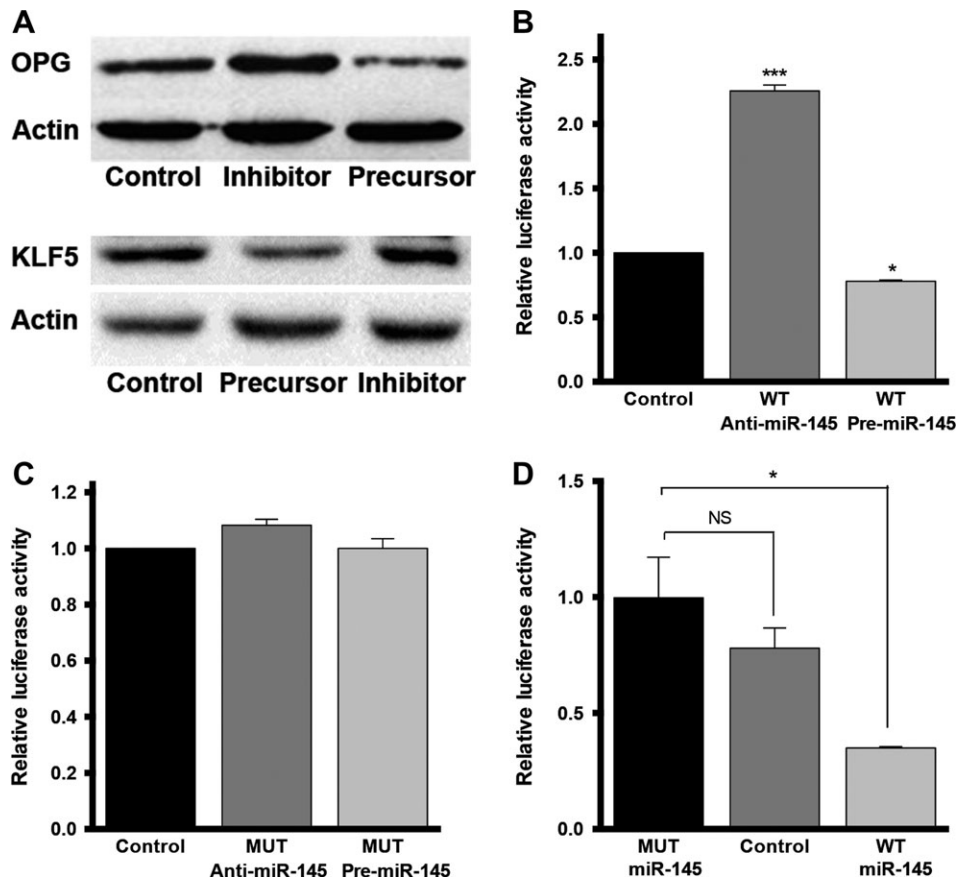 A
OPG
Actin
Control Inhibitor Precursor
KLF5
Actin
Control Precursor Inhibitor
B
Relative luciferase activity
2.5
2.0
1.5
1.0
0.5
0.0
***
*
Control
WT
Anti-miR-145
WT
Pre-miR-145
C
Relative luciferase activity
1.2
1.0
0.8
0.6
0.4
0.2
0.0
Control
MUT
Anti-miR-145
MUT
Pre-miR-145
D
Relative luciferase activity
1.5
1.0
0.5
0.0
*
NS
MUT
miR-145
Control
WT
miR-145